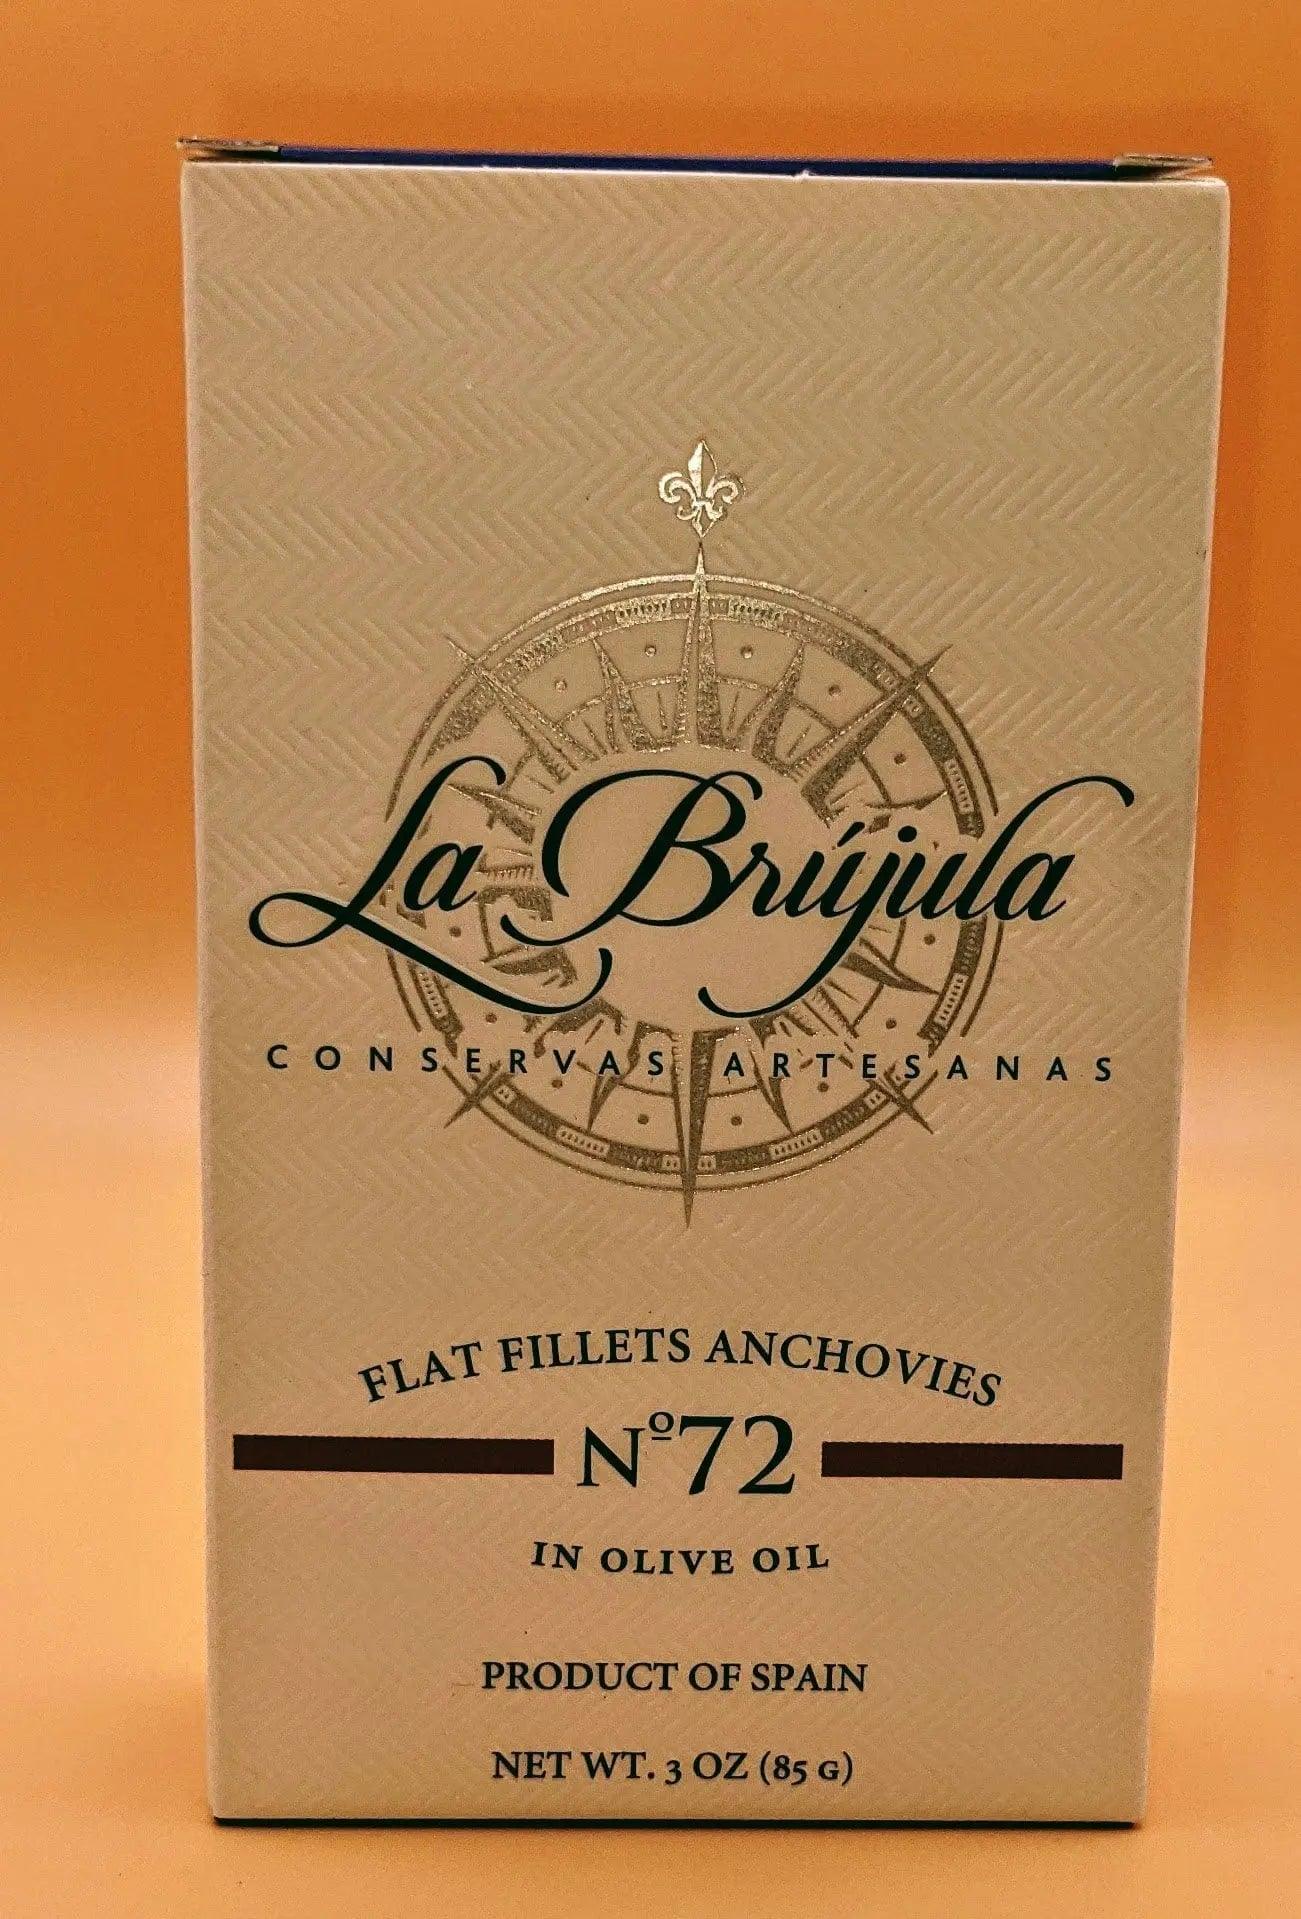 La Brújula
CONSERVAS ARTESANAS
FLAT FILLETS ANCHOVIES
Nº72
IN OLIVE OIL
PRODUCT OF SPAIN
NET WT. 3 OZ (85 G)